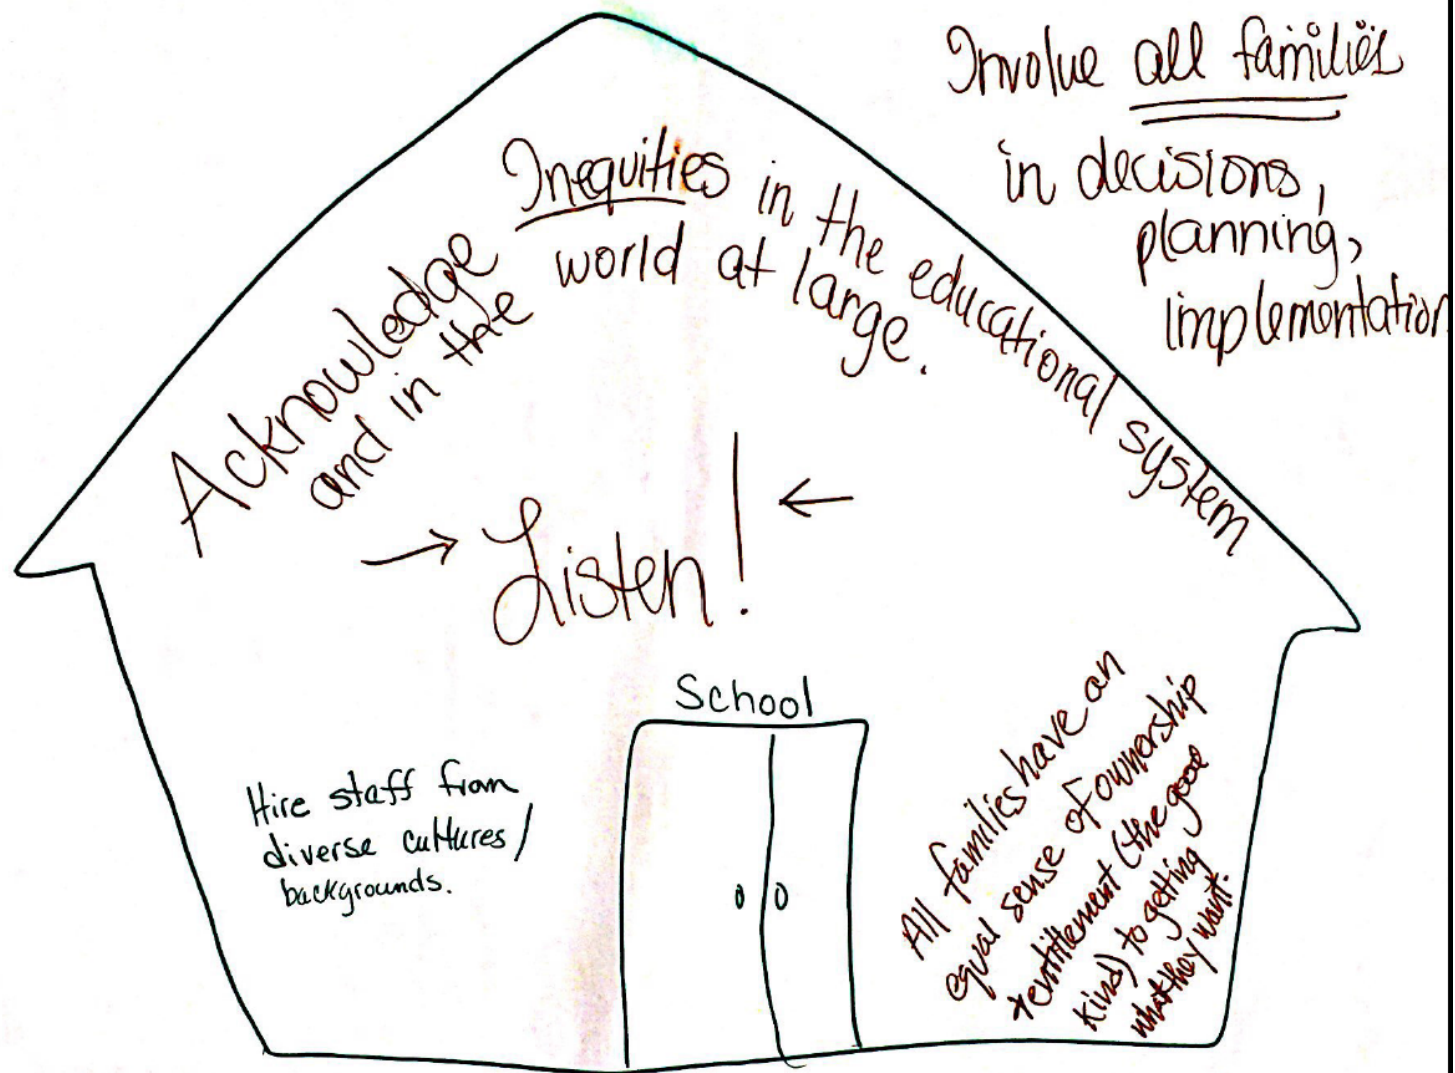 Involve all families
in decisions,
planning,
implementation
Acknowledge Inequities in the educational system
and in the world at large.
→ Listen! ←
School
Hire staff from
diverse cultures/
backgrounds.
All families have an
equal sense of ownership
+ entitlement (the good
kind) to getting
what they want.